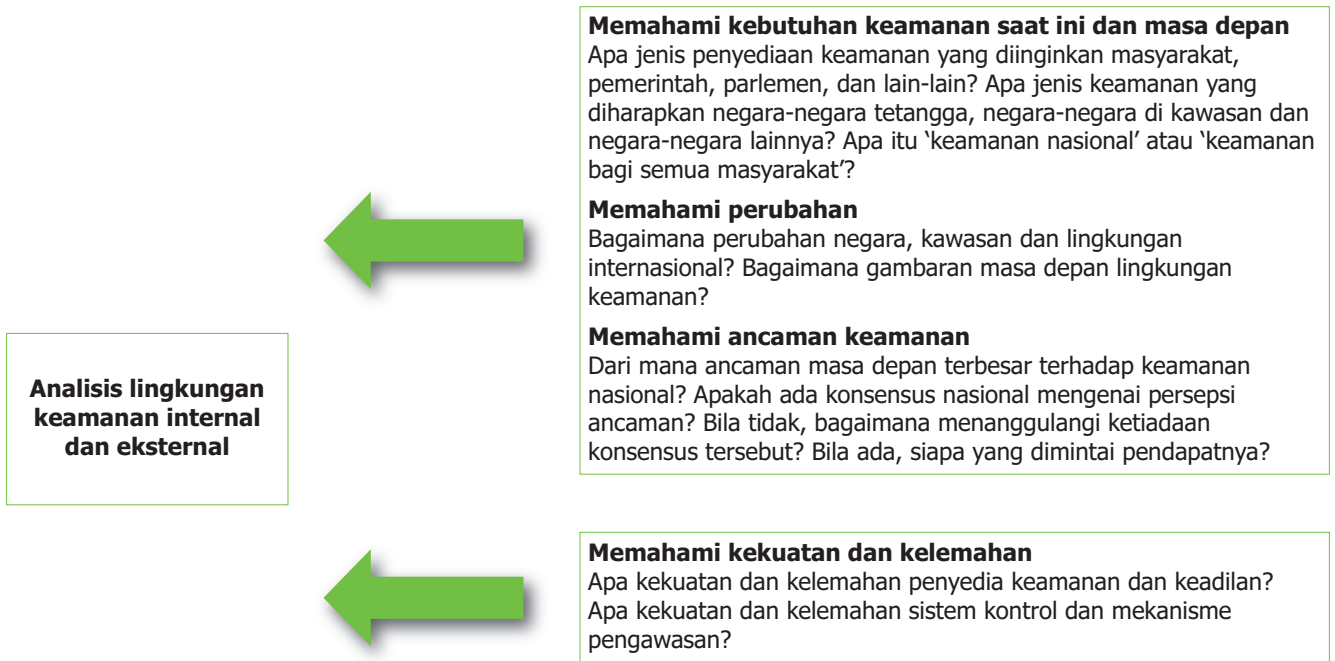 Memahami kebutuhan keamanan saat ini dan masa depan
Apa jenis penyediaan keamanan yang diinginkan masyarakat,
pemerintah, parlemen, dan lain-lain? Apa jenis keamanan yang
diharapkan negara-negara tetangga, negara-negara di kawasan dan
negara-negara lainnya? Apa itu ‘keamanan nasional’ atau ‘keamanan
bagi semua masyarakat’?
Memahami perubahan
Bagaimana perubahan negara, kawasan dan lingkungan
internasional? Bagaimana gambaran masa depan lingkungan
keamanan?
Memahami ancaman keamanan
Dari mana ancaman masa depan terbesar terhadap keamanan
nasional? Apakah ada konsensus nasional mengenai persepsi
ancaman? Bila tidak, bagaimana menanggulangi ketiadaan
konsensus tersebut? Bila ada, siapa yang dimintai pendapatnya?
Analisis lingkungan
keamanan internal
dan eksternal
Memahami kekuatan dan kelemahan
Apa kekuatan dan kelemahan penyedia keamanan dan keadilan?
Apa kekuatan dan kelemahan sistem kontrol dan mekanisme
pengawasan?